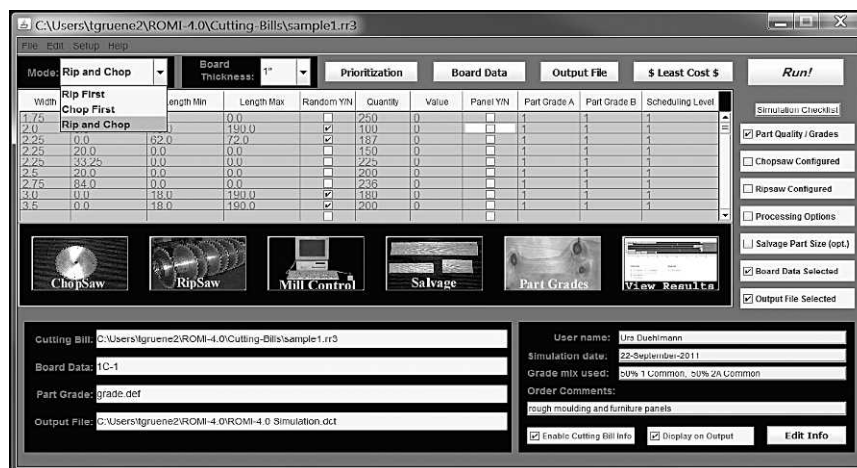 C:\Users\tgruene2\ROMI-4.0\Cutting-Bills\sample1.rr3
File Edit Setup Help
Mode: Rip and Chop Board Thickness: 1" Prioritization Board Data Output File $ Least Cost $ Run!
Rip First
Chop First
Rip and Chop
Width Length Min Length Max Random Y/N Quantity Value Panel Y/N Part Grade A Part Grade B Scheduling Level
1.75 0.0 250 0 1 1 1
2.0 190.0 100 0 1 1 1
2.25 0.0 62.0 72.0 187 0 1 1 1
2.25 20.0 0.0 0.0 150 0 1 1 1
2.25 33.25 0.0 0.0 225 0 1 1 1
2.5 20.0 0.0 0.0 200 0 1 1 1
2.75 84.0 0.0 0.0 236 0 1 1 1
3.0 0.0 18.0 190.0 180 0 1 1 1
3.5 0.0 18.0 190.0 200 0 1 1 1
Simulation Checklist
Part Quality / Grades
Chopsaw Configured
Ripsaw Configured
Processing Options
Salvage Part Size (opt.)
Board Data Selected
Output File Selected
ChopSaw RipSaw Mill Control Salvage Part Grades View Results
Cutting Bill: C:\Users\tgruene2\ROMI-4.0\Cutting-Bills\sample1.rr3
Board Data: 1C-1
Part Grade: grade.def
Output File: C:\Users\tgruene2\ROMI-4.0\ROMI-4.0 Simulation.dct
User name: Urs Buehlmann
Simulation date: 22-September-2011
Grade mix used: 50% 1 Common, 50% 2A Common
Order Comments:
rough moulding and furniture panels
Enable Cutting Bill Info Display on Output Edit Info